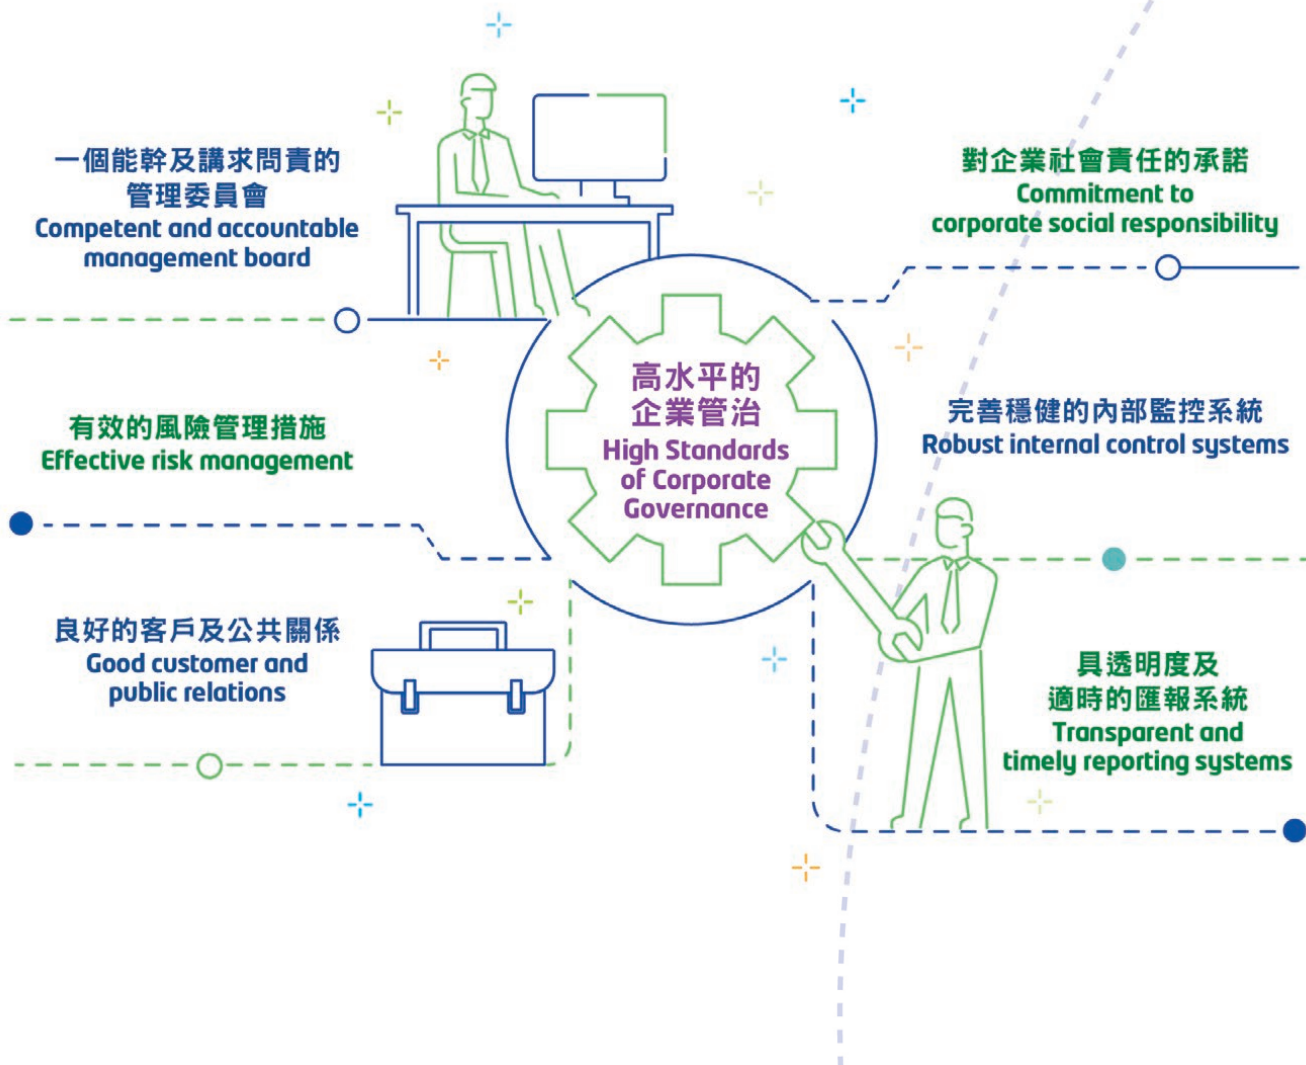 一個能幹及講求問責的
管理委員會
Competent and accountable
management board
有效的風險管理措施
Effective risk management
良好的客戶及公共關係
Good customer and
public relations
高水平的
企業管治
High Standards
of Corporate
Governance
對企業社會責任的承諾
Commitment to
corporate social responsibility
完善穩健的內部監控系統
Robust internal control systems
具透明度及
適時的匯報系統
Transparent and
timely reporting systems